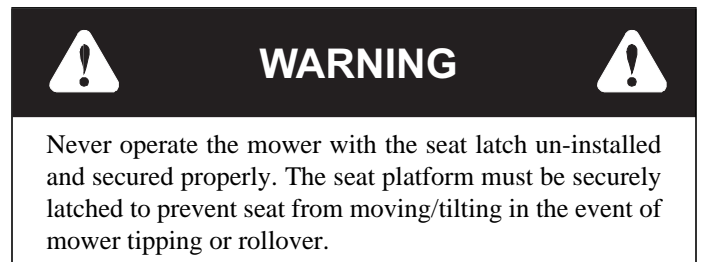 WARNING
Never operate the mower with the seat latch un-installed
and secured properly. The seat platform must be securely
latched to prevent seat from moving/tilting in the event of
mower tipping or rollover.